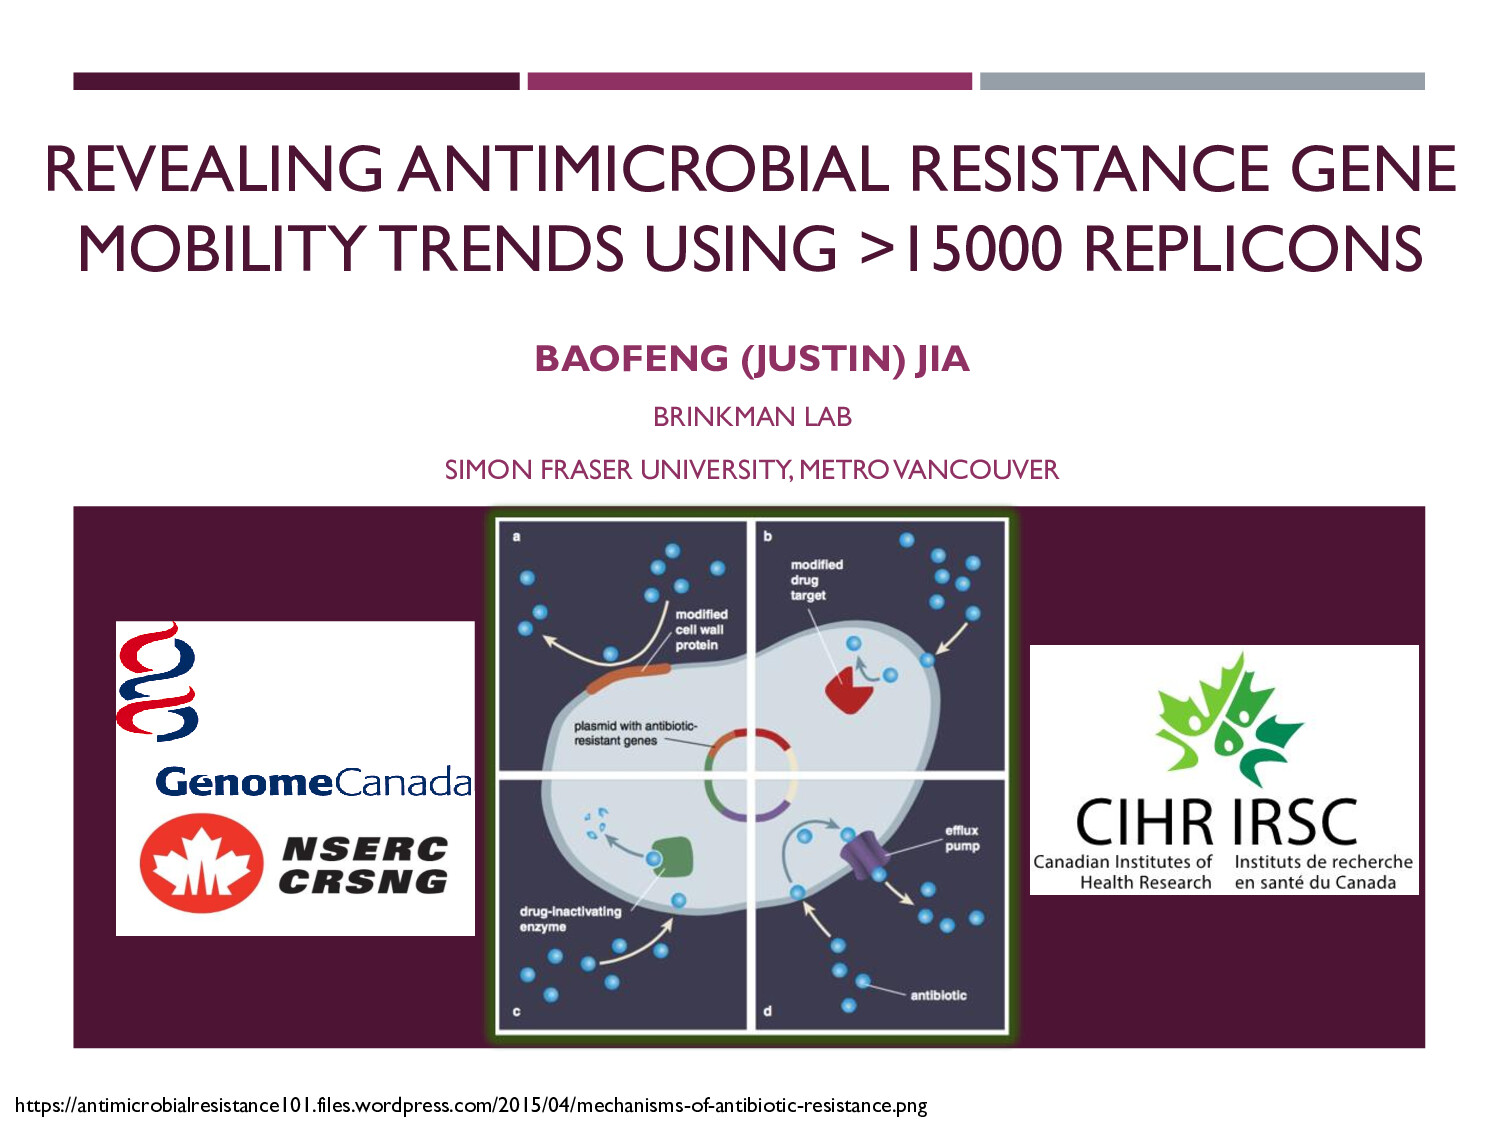 REVEALING ANTIMICROBIAL RESISTANCE GENE
MOBILITY TRENDS USING >15000 REPLICONS
BAOFENG (JUSTIN) JIA
BRINKMAN LAB
SIMON FRASER UNIVERSITY, METRO VANCOUVER
GenomeCanada
NSERC
CRSNG
a
modified
cell wall
protein
plasmid with antibiotic-
resistant genes
b
modified
drug
target
drug-inactivating
enzyme
c
efflux
pump
antibiotic
d
CIHR IRSC
Canadian Institutes of
Health Research
Instituts de recherche
en santé du Canada
https://antimicrobialresistance101.files.wordpress.com/2015/04/mechanisms-of-antibiotic-resistance.png